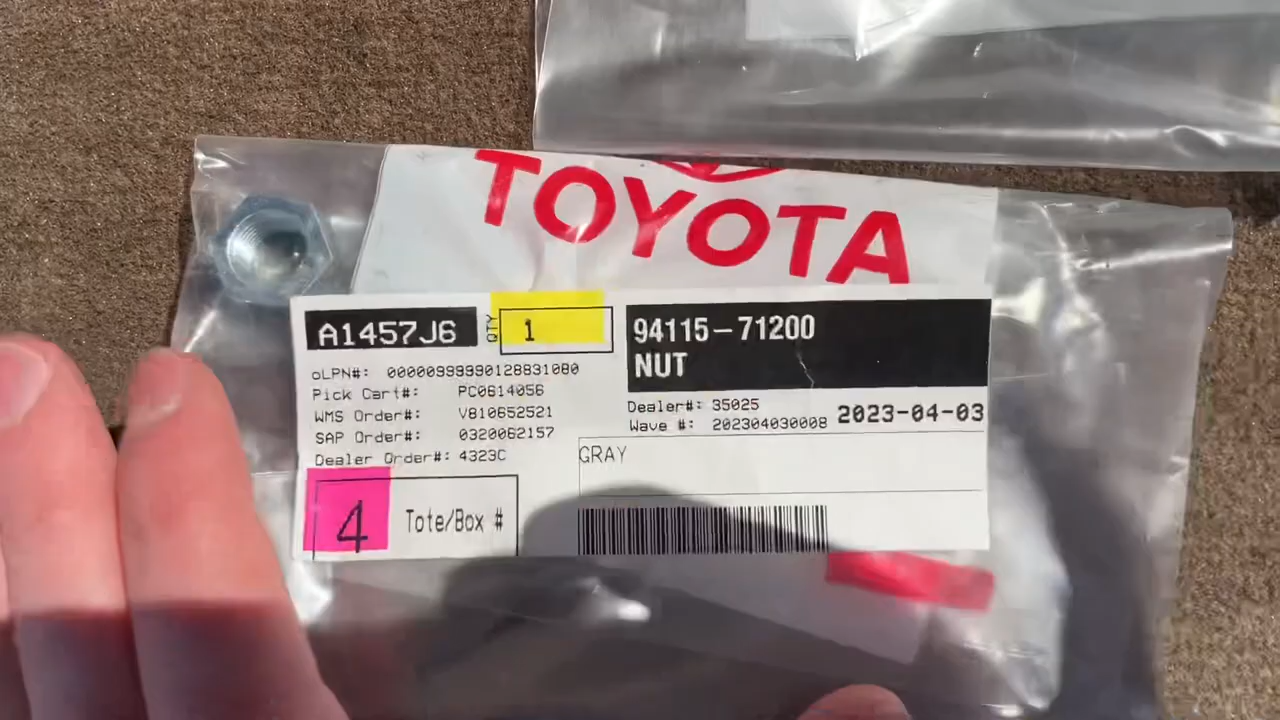 TOYOTA
A1457J6
QTY
1
94115-71200
NUT
oLPN#: 00000999990128831080
Pick Cart#: PC0614056
WMS Order#: V810652521
SAP Order#: 0320062157
Dealer Order#: 4323C
Dealer#: 35025
Wave #: 202304030008
2023-04-03
GRAY
4
Tote/Box #